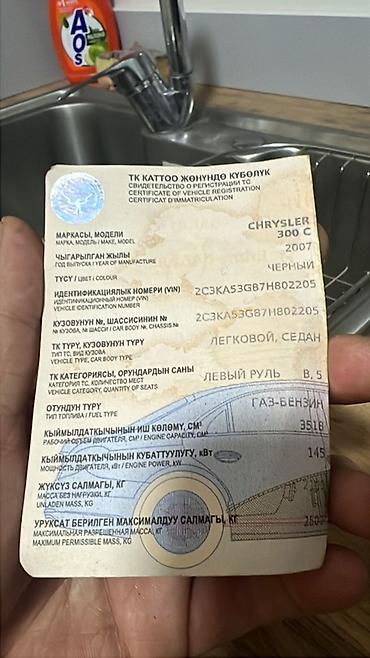 AOS
ТК КАТТОО ЖӨНҮНДӨ КҮБӨЛҮК
СВИДЕТЕЛЬСТВО О РЕГИСТРАЦИИ ТС
CERTIFICATE OF VEHICLE REGISTRATION
CERTIFICAT D'IMMATRICULATION
МАРКАСЫ, МОДЕЛИ CHRYSLER
МАРКА, МОДЕЛЬ / MAKE, MODEL 300 C
ЧЫГАРЫЛГАН ЖЫЛЫ 2007
ГОД ВЫПУСКА / YEAR OF MANUFACTURE
ТҮСҮ / ЦВЕТ / COLOUR ЧЕРНЫЙ
ИДЕНТИФИКАЦИЯЛЫК НОМЕРИ (VIN) 2C3KA53G87H802205
ИДЕНТИФИКАЦИОННЫЙ НОМЕР (VIN)
VEHICLE IDENTIFICATION NUMBER
КУЗОВУНУН №, ШАССИСИНИН № 2C3KA53G87H802205
№ КУЗОВА, № ШАССИ / CAR BODY №, CHASSIS №
ТК ТҮРҮ, КУЗОВУНУН ТҮРҮ ЛЕГКОВОЙ, СЕДАН
ТИП ТС, ВИД КУЗОВА
VEHICLE TYPE, CAR BODY TYPE
ТК КАТЕГОРИЯСЫ, ОРУНДАРДЫН САНЫ ЛЕВЫЙ РУЛЬ B, 5
КАТЕГОРИЯ ТС, КОЛИЧЕСТВО МЕСТ
VEHICLE CATEGORY, QUANTITY OF SEATS
ОТУНДУН ТҮРҮ ГАЗ-БЕНЗИН
ТИП ТОПЛИВА / FUEL TYPE
КЫЙМЫЛДАТКЫЧЫНЫН ИШ КӨЛӨМҮ, СМ³ 3518
РАБОЧИЙ ОБЪЕМ ДВИГАТЕЛЯ, СМ³ / ENGINE CAPACITY, CM³
КЫЙМЫЛДАТКЫЧЫНЫН КУБАТТУУЛУГУ, кВт 145
МОЩНОСТЬ ДВИГАТЕЛЯ, кВт / ENGINE POWER, KW
ЖҮКСҮЗ САЛМАГЫ, КГ
МАССА БЕЗ НАГРУЗКИ, КГ
UNLADEN MASS, KG
УРУКСАТ БЕРИЛГЕН МАКСИМАЛДУУ САЛМАГЫ, КГ 2500
МАКСИМАЛЬНАЯ РАЗРЕШЕННАЯ МАССА, КГ
MAXIMUM PERMISSIBLE MASS, KG